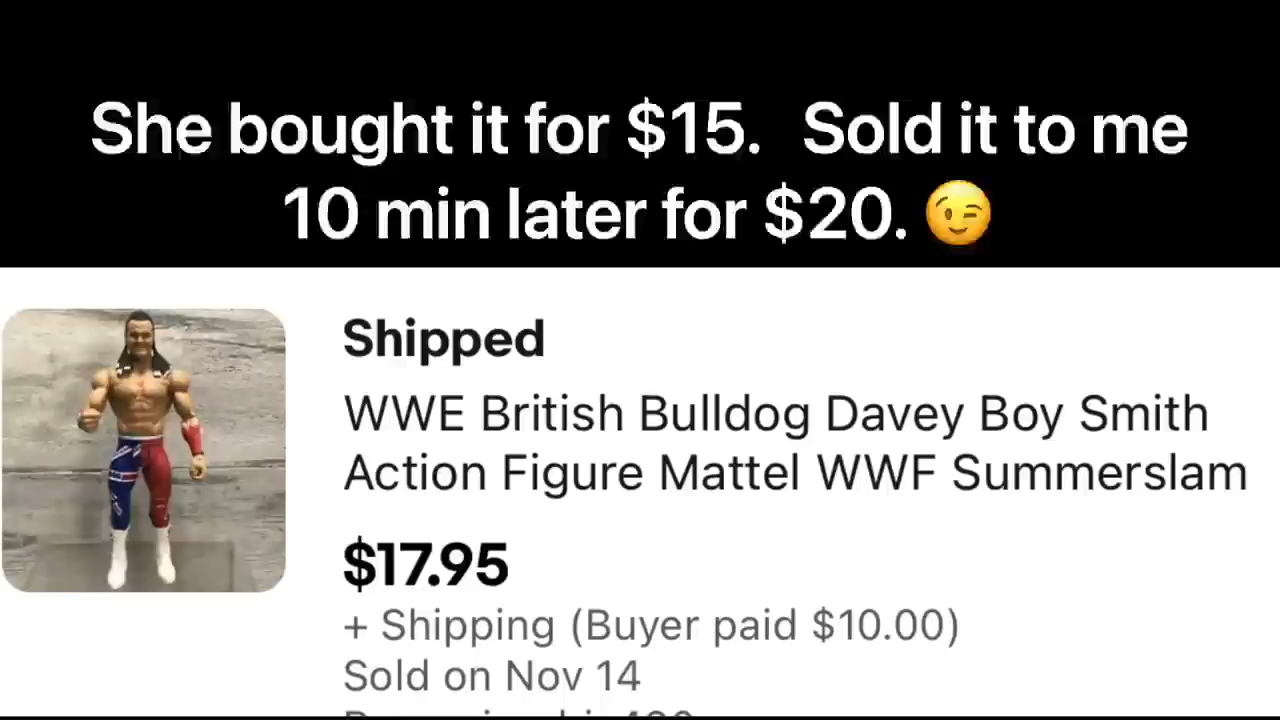 She bought it for $15. Sold it to me
10 min later for $20. 😉
Shipped
WWE British Bulldog Davey Boy Smith
Action Figure Mattel WWF Summerslam
$17.95
+ Shipping (Buyer paid $10.00)
Sold on Nov 14